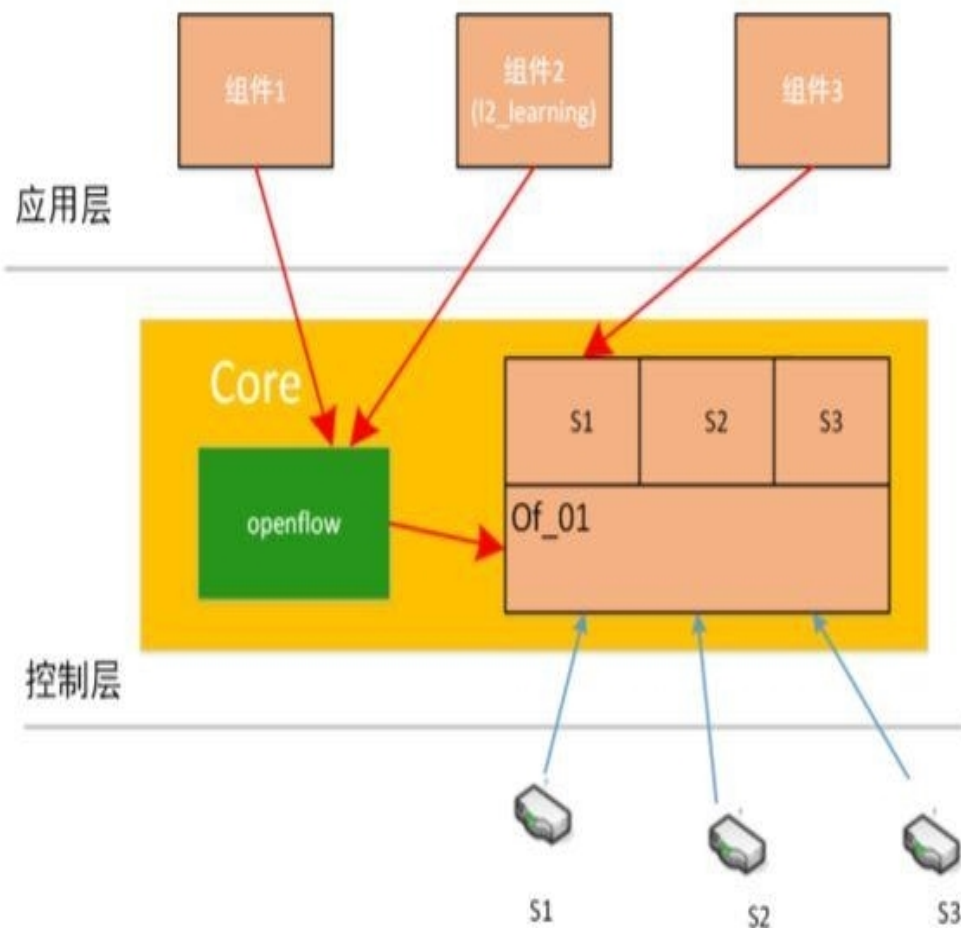 组件1
组件2
(l2_learning)
组件3
应用层
Core
S1
S2
S3
openflow
Of_01
控制层
S1
S2
S3